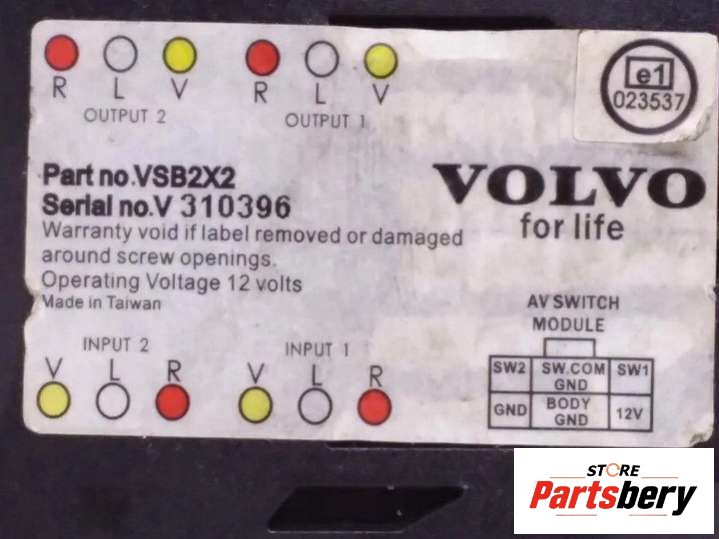 R L V R L V
OUTPUT 2 OUTPUT 1
e1
023537
Part no.VSB2X2
Serial no.V 310396
Warranty void if label removed or damaged
around screw openings.
Operating Voltage 12 volts
Made in Taiwan
VOLVO
for life
INPUT 2 INPUT 1
V L R V L R
AV SWITCH
MODULE
SW2 SW.COM GND SW1
GND BODY GND 12V
STORE
Partsbery